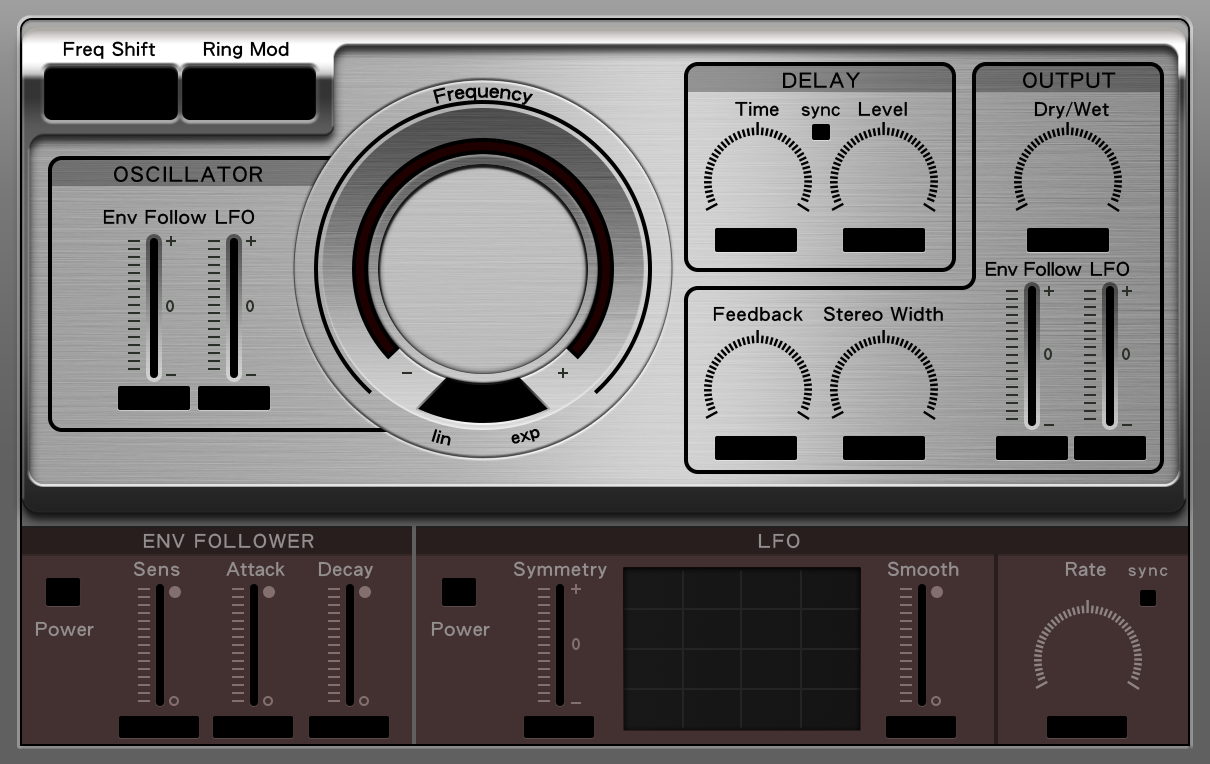 Freq Shift Ring Mod
Frequency
DELAY
OUTPUT
Time sync Level
Dry/Wet
OSCILLATOR
Env Follow LFO
+ +
0 0
- -
Env Follow LFO
+ +
0 0
- -
Feedback Stereo Width
- +
lin exp
ENV FOLLOWER
LFO
Sens Attack Decay
Power
Symmetry
+
0
-
Power
Smooth
Rate sync